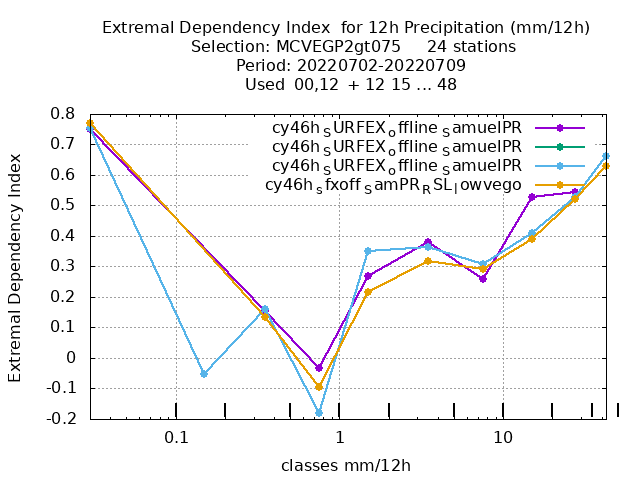 Extremal Dependency Index  for 12h Precipitation (mm/12h)
Selection: MCVEGP2gt075     24 stations
Period: 20220702-20220709
Used  00,12  + 12 15 ... 48
cy46h_SURFEX_offline_SamuelPR
cy46h_SURFEX_offline_SamuelPR
cy46h_SURFEX_offline_SamuelPR
cy46h_sfxoff_SamPR_RSL_lowvego
Extremal Dependency Index
0.8
0.7
0.6
0.5
0.4
0.3
0.2
0.1
0
-0.1
-0.2
0.1
1
10
classes mm/12h